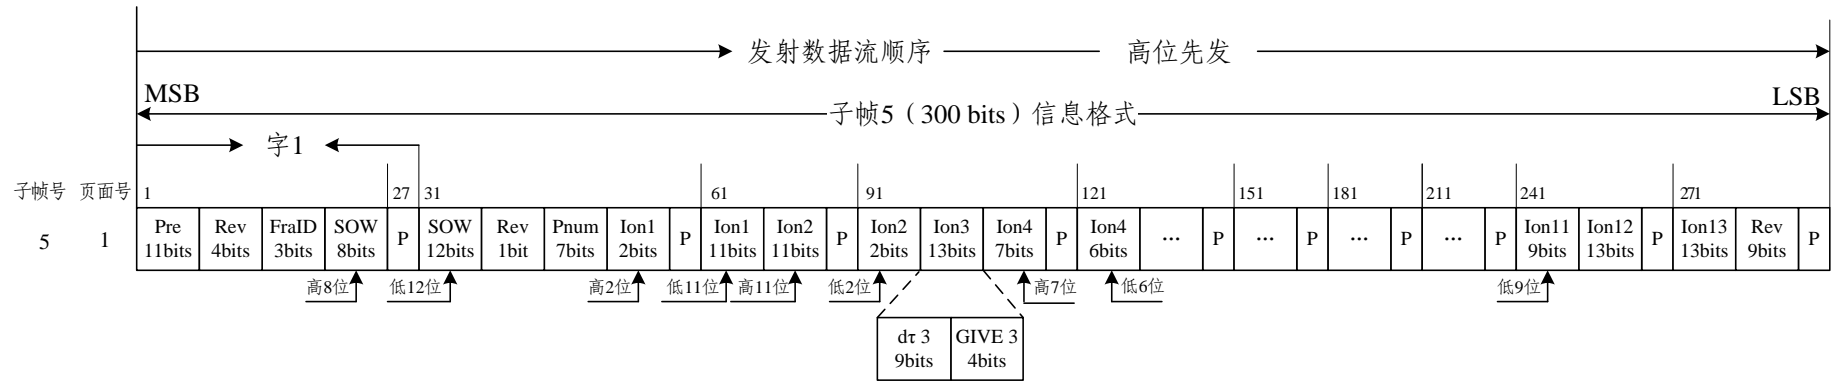 发射数据流顺序 高位先发
MSB LSB
子帧5（300 bits）信息格式
字1
子帧号 页面号 1 27 31 61 91 121 151 181 211 241 271
5 1 Pre 11bits Rev 4bits FraID 3bits SOW 8bits P SOW 12bits Rev 1bit Pnum 7bits Ion1 2bits P Ion1 11bits Ion2 11bits P Ion2 2bits Ion3 13bits Ion4 7bits P Ion4 6bits ... P ... P ... P ... P Ion11 9bits Ion12 13bits P Ion13 13bits Rev 9bits P
高8位 低12位 高2位 低11位 高11位 低2位 高7位 低6位 低9位
dτ 3 GIVE 3
9bits 4bits